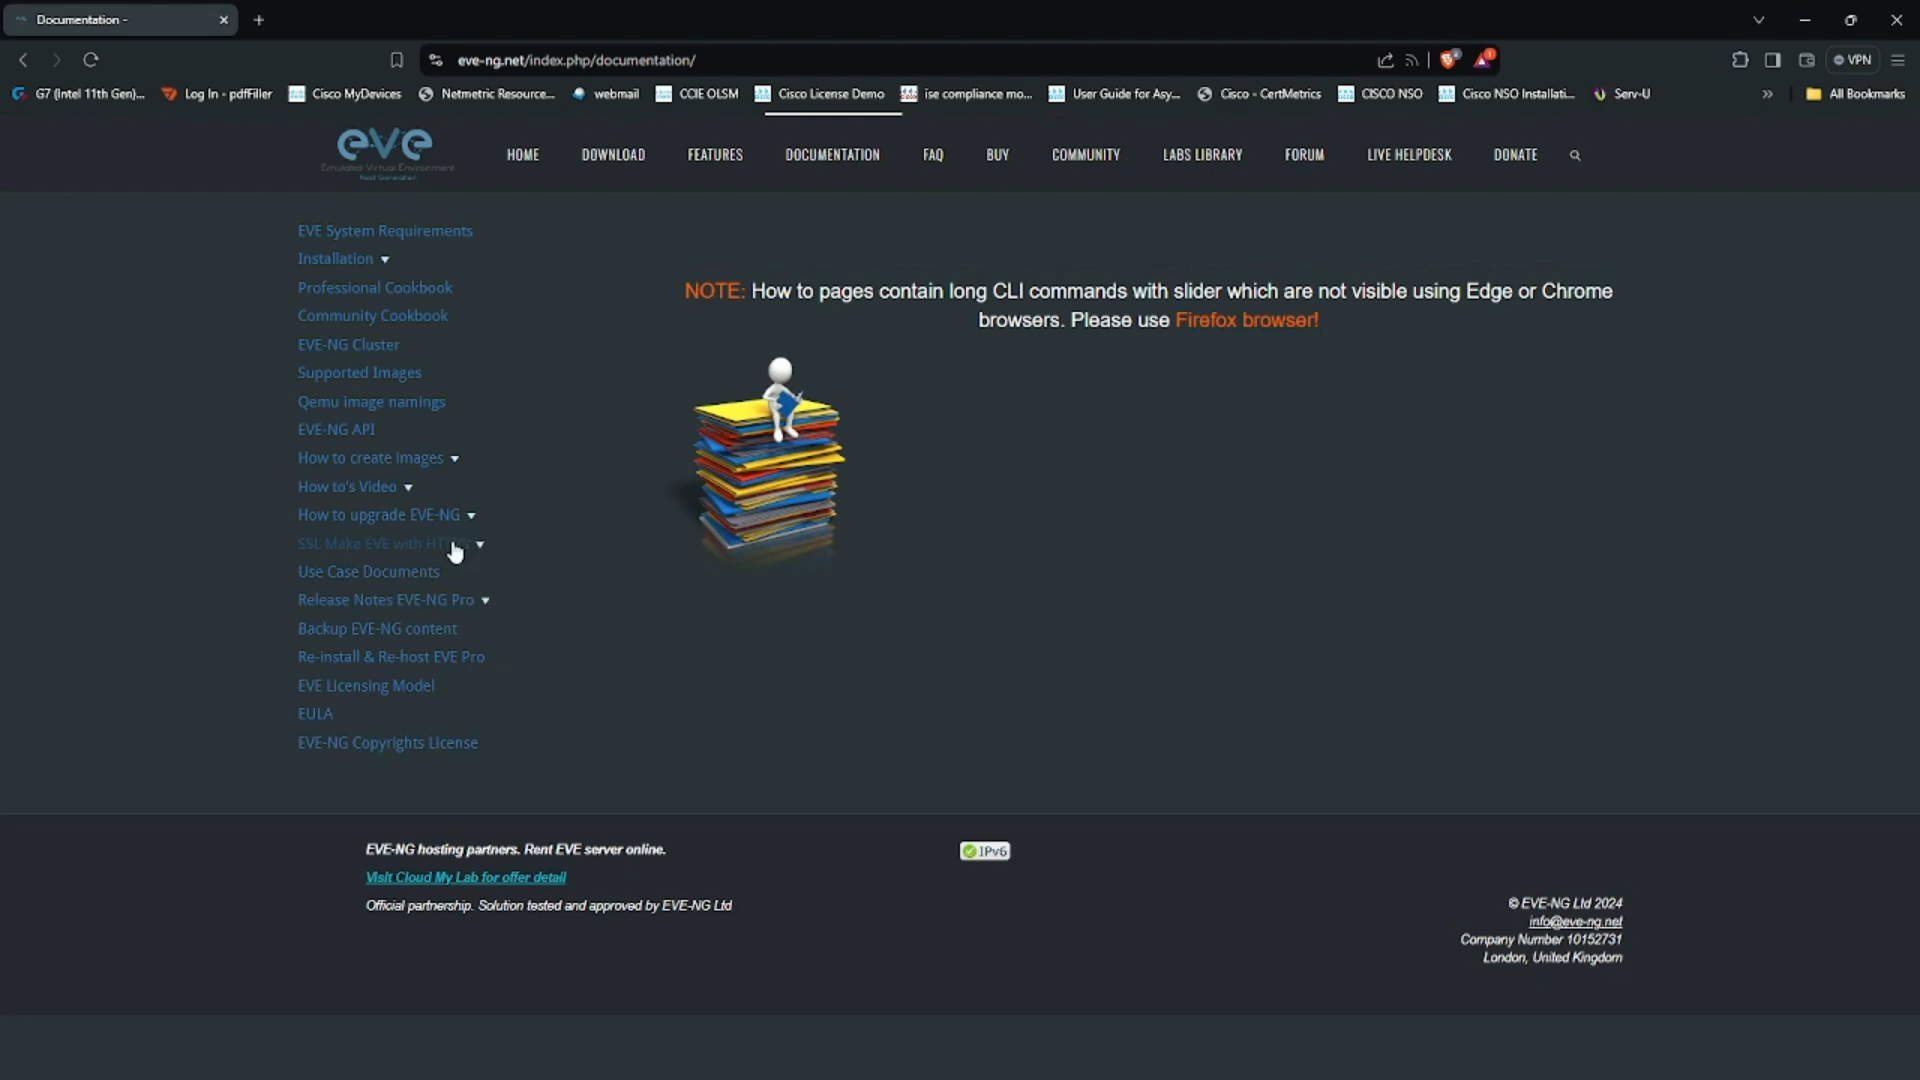 Documentation -
eve-ng.net/index.php/documentation/
VPN
G7 (Intel 11th Gen)...
Log In - pdfFiller
Cisco MyDevices
Netmetric Resource...
webmail
CCIE OLSM
Cisco License Demo
ise compliance mo...
User Guide for Asy...
Cisco - CertMetrics
CISCO NSO
Cisco NSO Installati...
Serv-U
»
All Bookmarks
eve
Emulated Virtual Environment
Next Generation
HOME
DOWNLOAD
FEATURES
DOCUMENTATION
FAQ
BUY
COMMUNITY
LABS LIBRARY
FORUM
LIVE HELPDESK
DONATE
EVE System Requirements
Installation
Professional Cookbook
Community Cookbook
EVE-NG Cluster
Supported Images
Qemu image namings
EVE-NG API
How to create images
How to's Video
How to upgrade EVE-NG
SSL Make EVE with
Use Case Documents
Release Notes EVE-NG Pro
Backup EVE-NG content
Re-install & Re-host EVE Pro
EVE Licensing Model
EULA
EVE-NG Copyrights License
NOTE: How to pages contain long CLI commands with slider which are not visible using Edge or Chrome
browsers. Please use Firefox browser!
EVE-NG hosting partners. Rent EVE server online.
Visit Cloud My Lab for offer detail
Official partnership. Solution tested and approved by EVE-NG Ltd
IPv6
© EVE-NG Ltd 2024
info@eve-ng.net
Company Number 10152731
London, United Kingdom